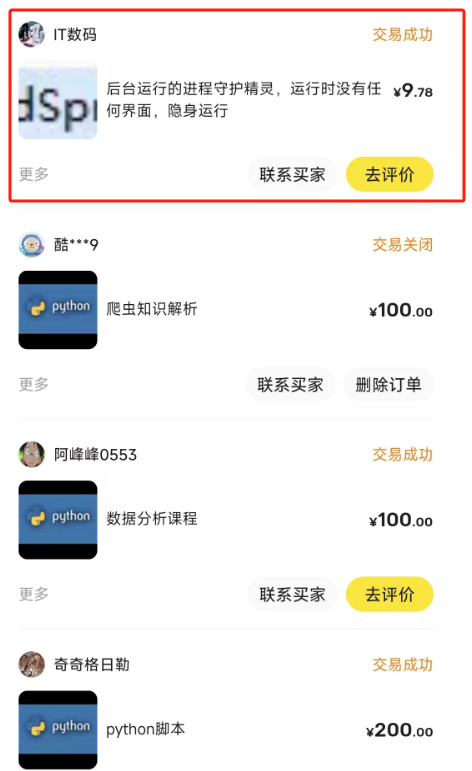 IT数码
交易成功
dSpr
后台运行的进程守护精灵，运行时没有任
何界面，隐身运行
¥9.78
更多
联系买家
去评价
酷***9
交易关闭
python
爬虫知识解析
¥100.00
更多
联系买家
删除订单
阿峰峰0553
交易成功
python
数据分析课程
¥100.00
更多
联系买家
去评价
奇奇格日勒
交易成功
python
python脚本
¥200.00